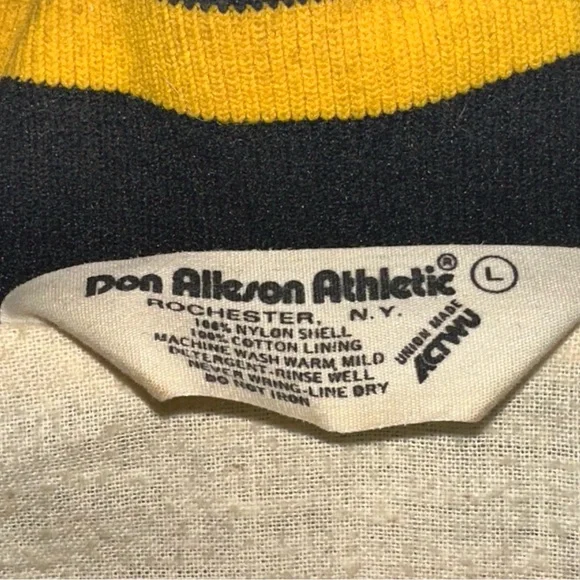 Don Alleson Athletic® L
ROCHESTER, N.Y.
100% NYLON SHELL
100% COTTON LINING
MACHINE WASH WARM, MILD
DETERGENT-RINSE WELL
NEVER WRING-LINE DRY
DO NOT IRON
UNION MADE
ACTWU